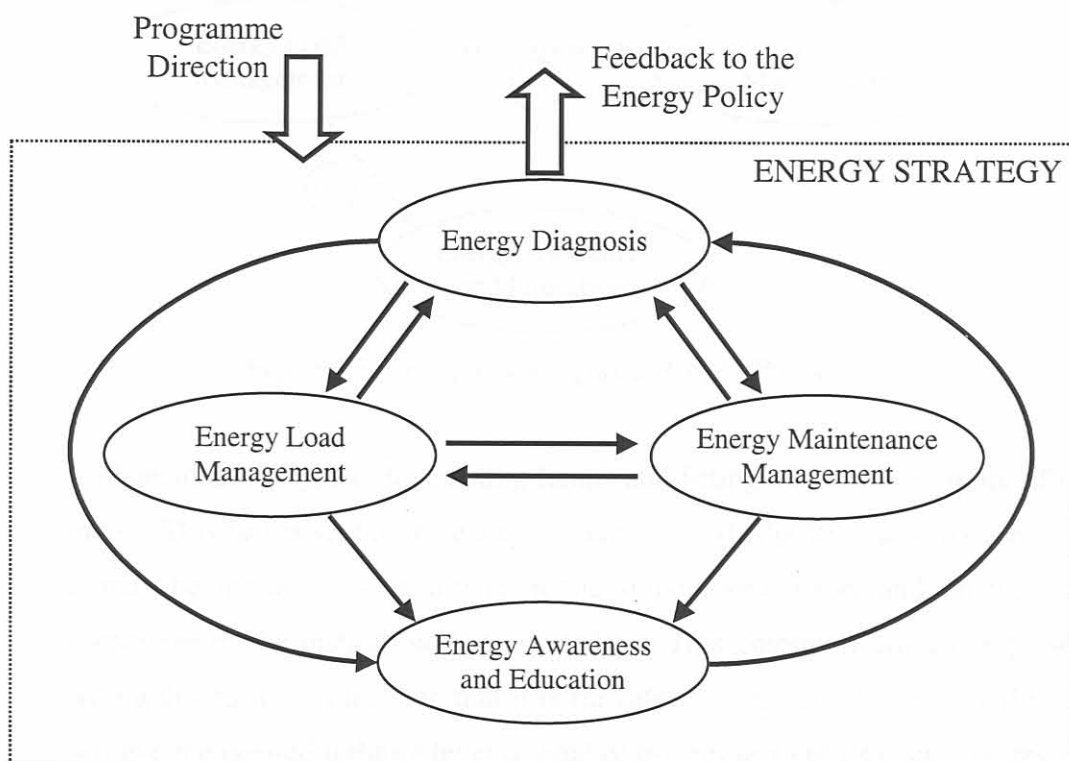 Programme
Direction
Feedback to the
Energy Policy
ENERGY STRATEGY
Energy Diagnosis
Energy Load
Management
Energy Maintenance
Management
Energy Awareness
and Education